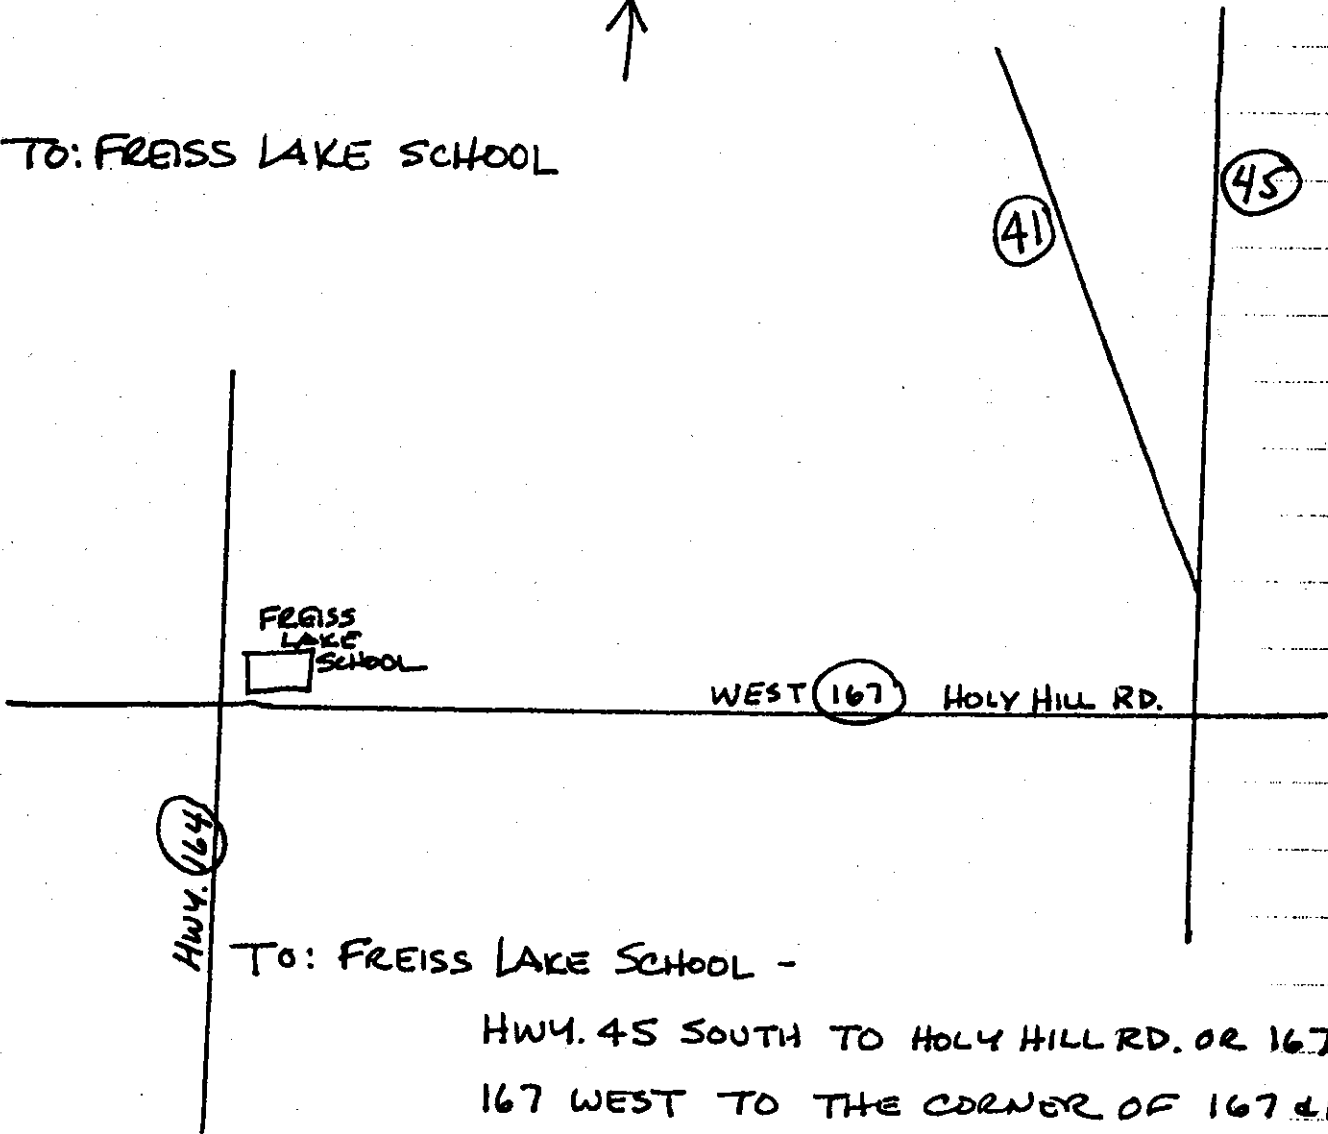 TO: FREISS LAKE SCHOOL
45
41
FREISS
LAKE
SCHOOL
WEST 167 HOLY HILL RD.
HWY. 164
TO: FREISS LAKE SCHOOL -
HWY. 45 SOUTH TO HOLY HILL RD. OR 167
167 WEST TO THE CORNER OF 167 &